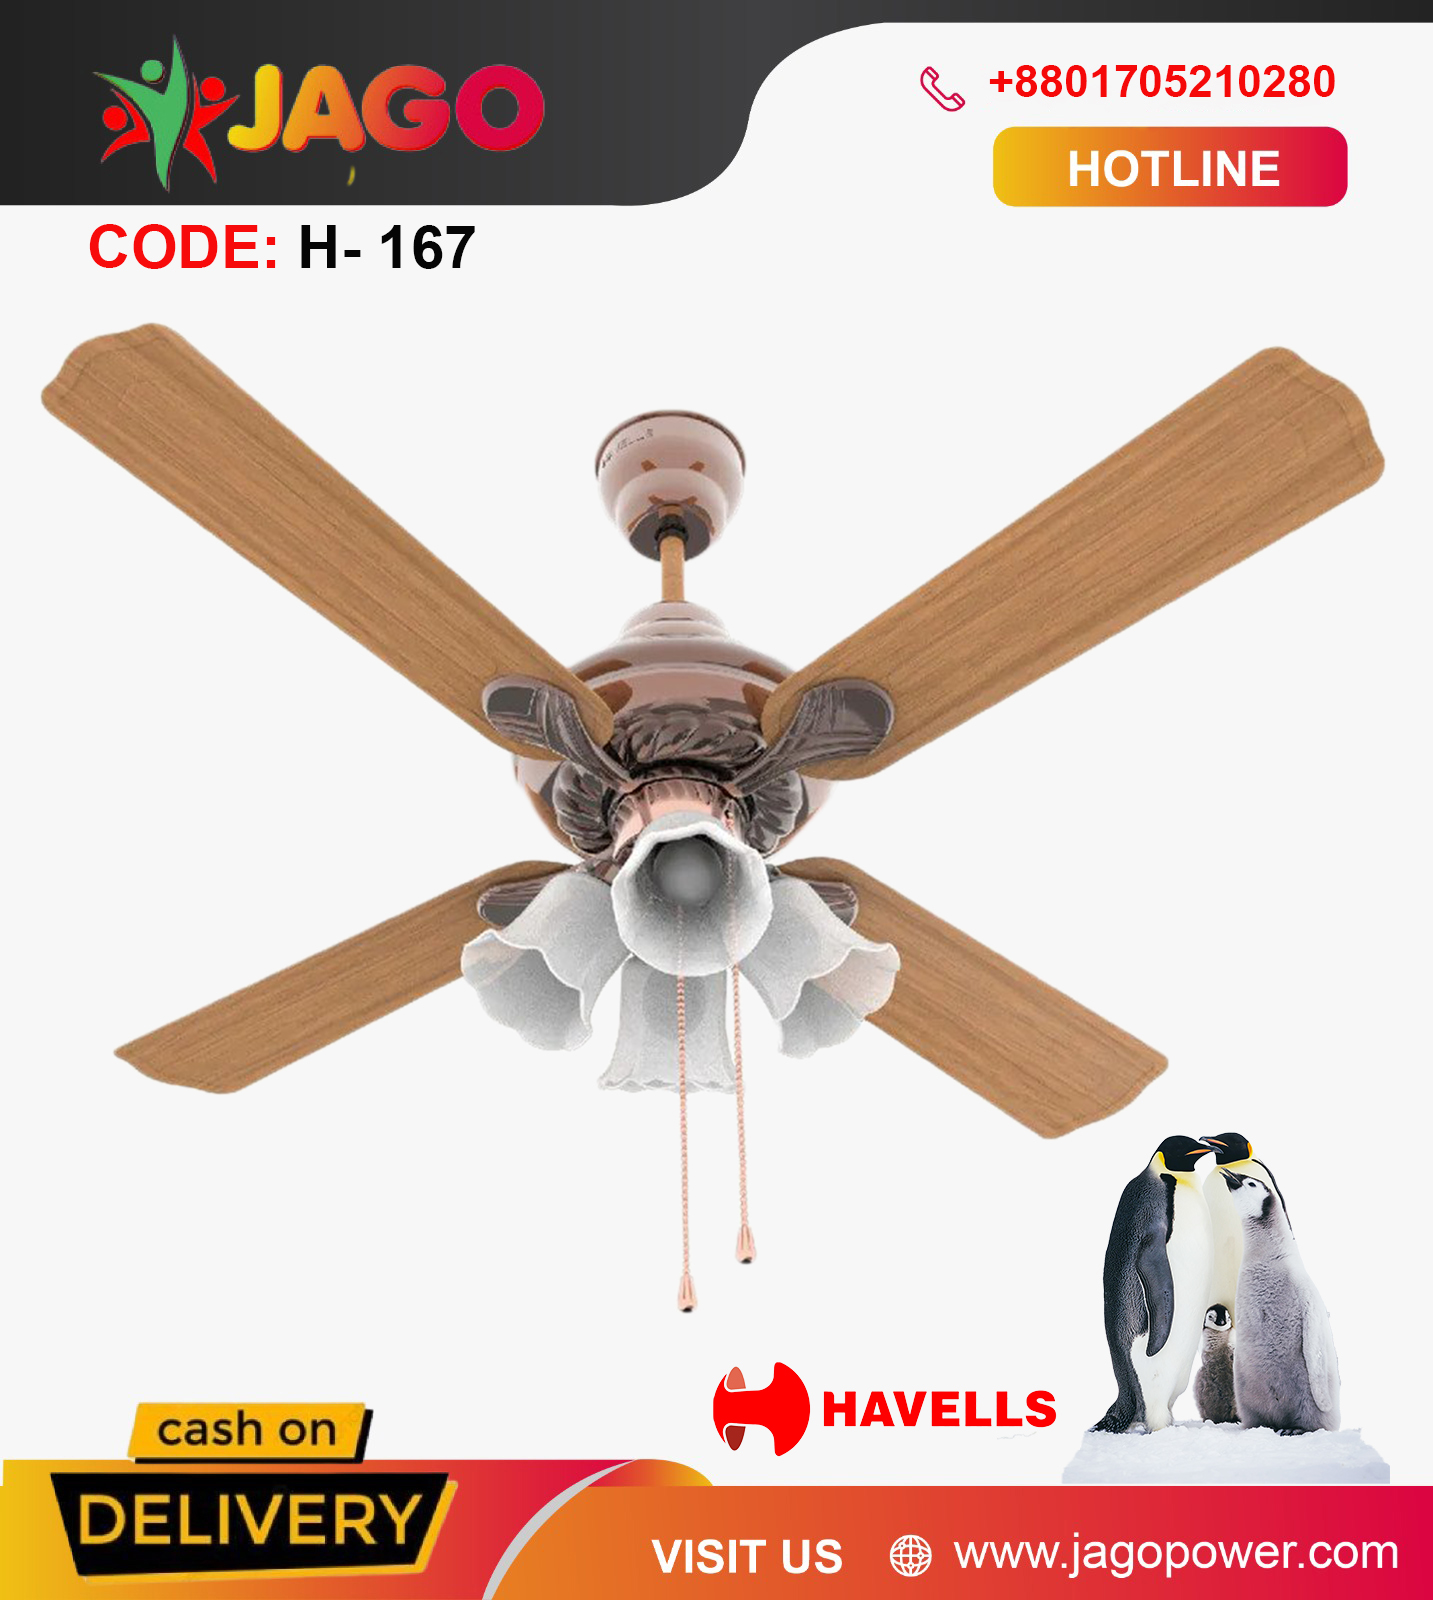 JAGO
+8801705210280
HOTLINE
CODE: H- 167
HAVELLS
cash on
DELIVERY
VISIT US
www.jagopower.com